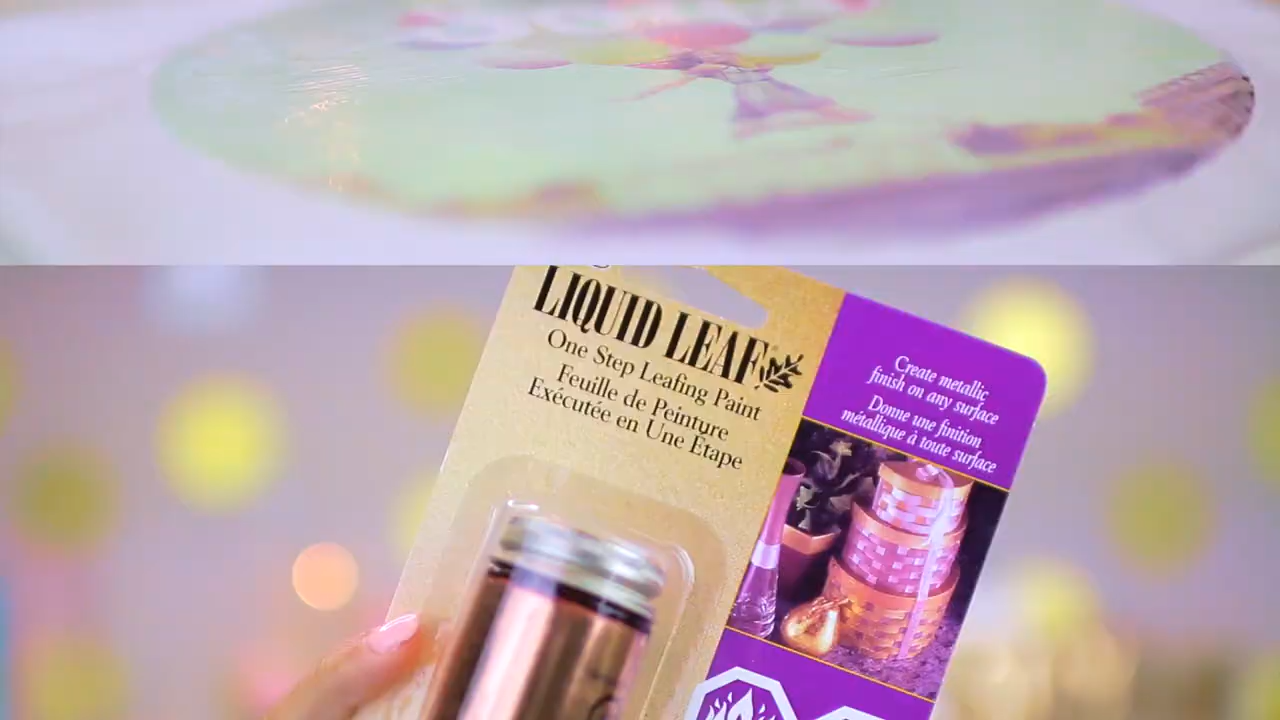 LIQUID LEAF
One Step Leafing Paint
Feuille de Peinture
Exécutée en Une Étape
Create metallic
finish on any surface
Donne une finition
métallique à toute surface